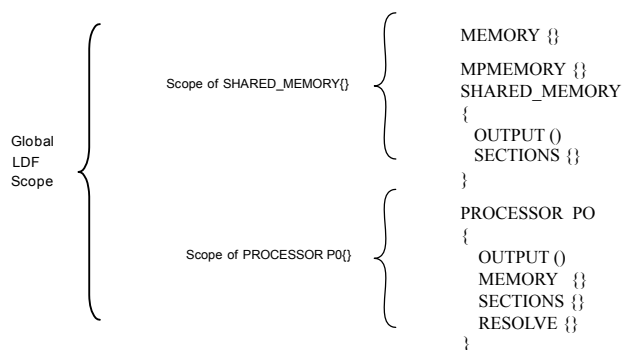 Global
LDF
Scope
Scope of SHARED_MEMORY{}
MEMORY {}
MPMEMORY {}
SHARED_MEMORY
{
OUTPUT ()
SECTIONS {}
}
Scope of PROCESSOR P0{}
PROCESSOR PO
{
OUTPUT ()
MEMORY {}
SECTIONS {}
RESOLVE {}
}